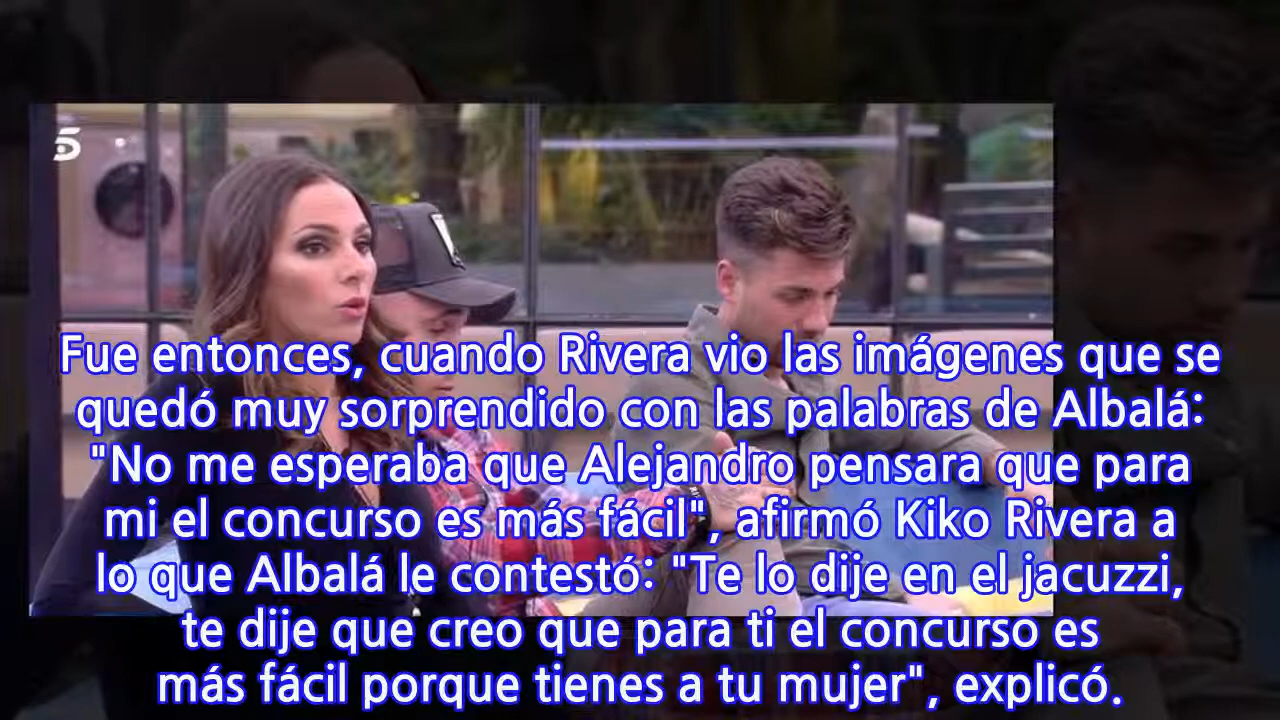 5
Fue entonces, cuando Rivera vio las imágenes que se
quedó muy sorprendido con las palabras de Albalá:
"No me esperaba que Alejandro pensara que para
mi el concurso es más fácil", afirmó Kiko Rivera a
lo que Albalá le contestó: "Te lo dije en el jacuzzi,
te dije que creo que para ti el concurso es
más fácil porque tienes a tu mujer", explicó.